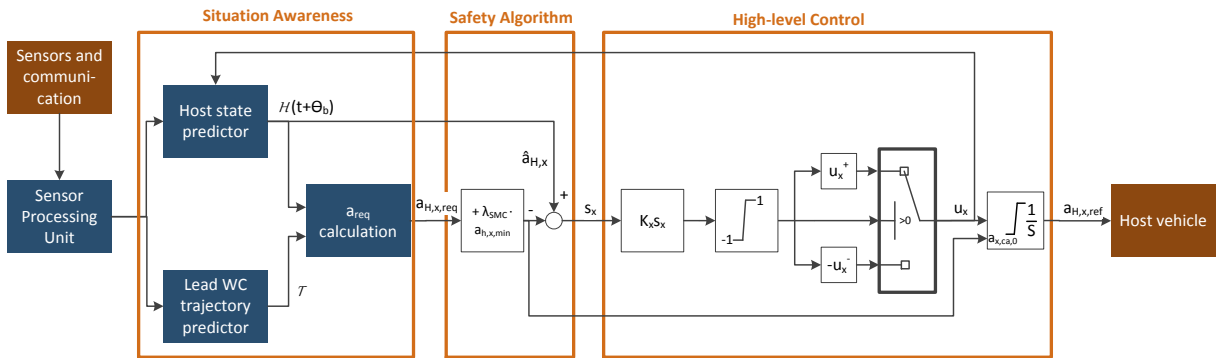 Situation Awareness
Safety Algorithm
High-level Control
Sensors and
communi-
cation
Host state
predictor
H(t+Θb)
Sensor
Processing
Unit
Lead WC
trajectory
predictor
T
areq
calculation
aH,x,req
+ λSMC·
ah,x,min
âH,x
+
-
sx
Kxsx
1
-1
ux+
-ux-
>0
ux
ax,ca,0
1
S
aH,x,ref
Host vehicle